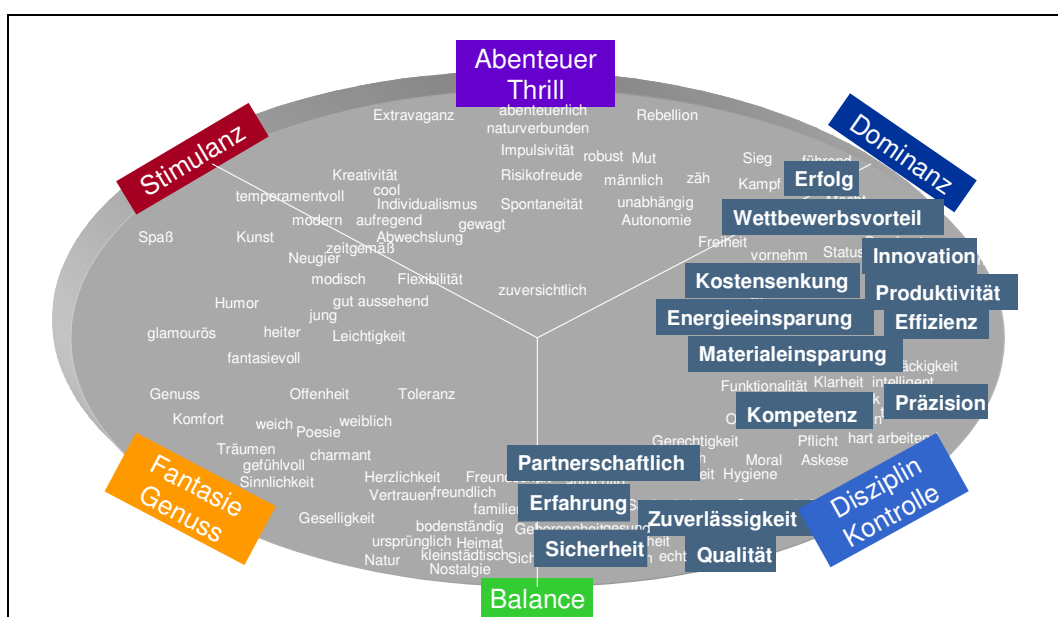 Abenteuer
Thrill
Stimulanz
Dominanz
Extravaganz
abenteuerlich
Rebellion
naturverbunden
Impulsivität
robust
Mut
Sieg
führend
Kreativität
Risikofreude
männlich
zäh
Kampf
Erfolg
temperamentvoll
cool
Individualismus
Spontaneität
unabhängig
modern
aufregend
gewagt
Autonomie
Wettbewerbsvorteil
Spaß
Kunst
Abwechslung
zeitgemäß
Freiheit
vornehm
Status
Innovation
Neugier
modisch
Flexibilität
Kostensenkung
zuversichtlich
Produktivität
Humor
gut aussehend
jung
Energieeinsparung
Effizienz
glamourös
heiter
Leichtigkeit
fantasievoll
Materialeinsparung
Genuss
Offenheit
Toleranz
Funktionalität
Klarheit
intelligent
Präzision
Komfort
weich
weiblich
Poesie
Kompetenz
Träumen
charmant
Gerechtigkeit
Pflicht
hart arbeiten
gefühlvoll
Sinnlichkeit
Herzlichkeit
Partnerschaftlich
Moral
Askese
Hygiene
Fantasie
Genuss
Vertrauen
freundlich
Erfahrung
Disziplin
Kontrolle
Geselligkeit
bodenständig
Geborgenheit
gesund
Zuverlässigkeit
ursprünglich
Heimat
Sicherheit
Natur
kleinstädtisch
echt
Qualität
Nostalgie
Balance